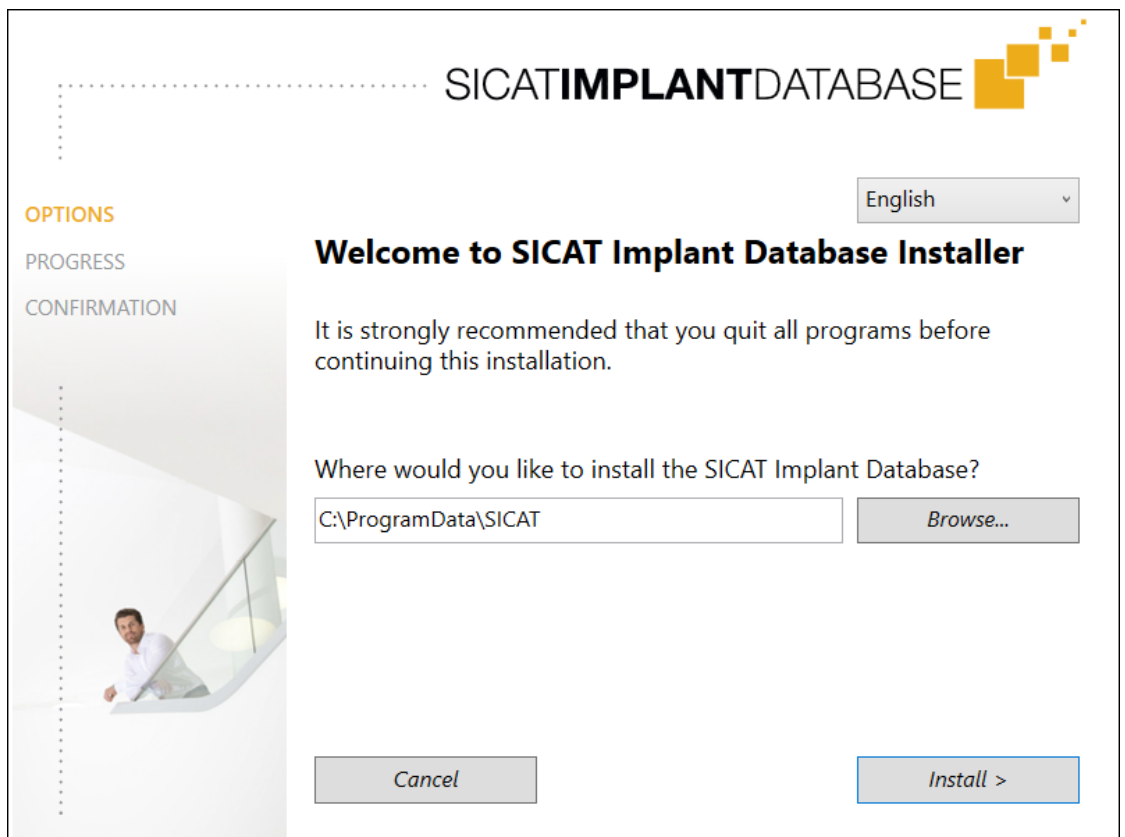 SICATIMPLANTDATABASE
English
OPTIONS
PROGRESS
CONFIRMATION
Welcome to SICAT Implant Database Installer
It is strongly recommended that you quit all programs before
continuing this installation.
Where would you like to install the SICAT Implant Database?
C:\ProgramData\SICAT
Browse...
Cancel
Install >